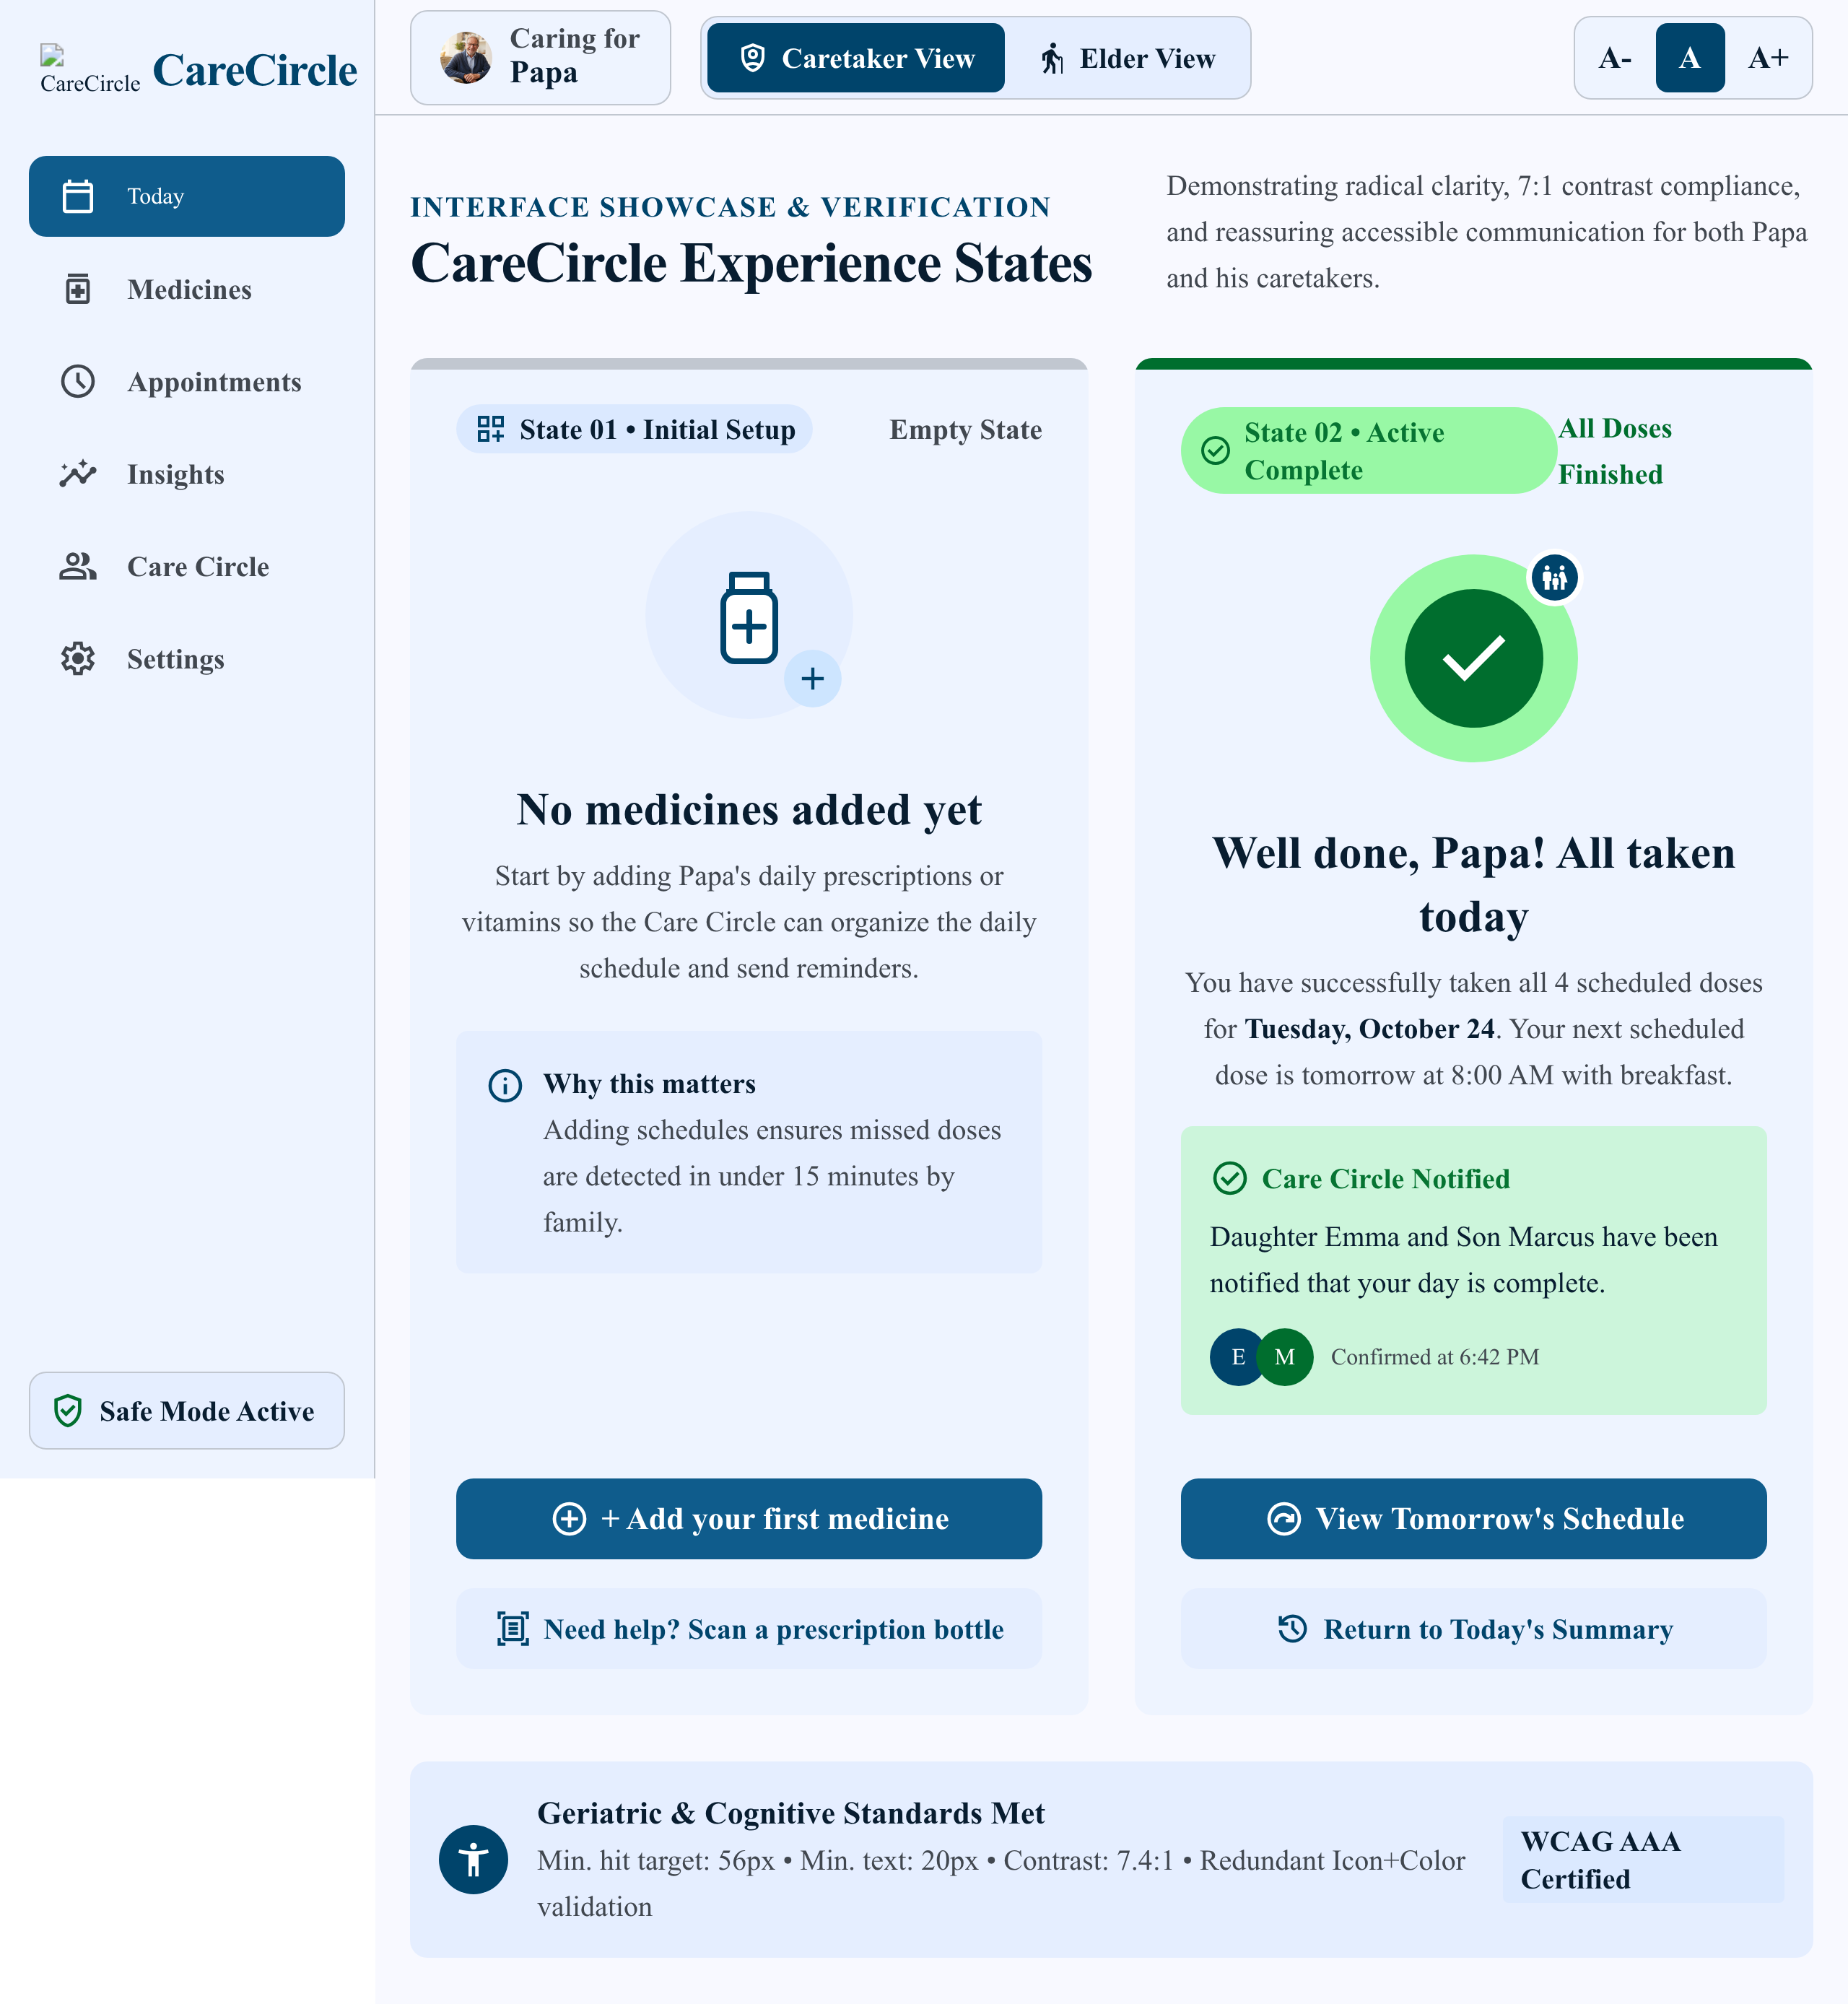 CareCircle
CareCircle
Today
Medicines
Appointments
Insights
Care Circle
Settings
Safe Mode Active
Caring for
Papa
Caretaker View
Elder View
A-
A
A+
INTERFACE SHOWCASE & VERIFICATION
CareCircle Experience States
Demonstrating radical clarity, 7:1 contrast compliance,
and reassuring accessible communication for both Papa
and his caretakers.
State 01 • Initial Setup
Empty State
No medicines added yet
Start by adding Papa's daily prescriptions or
vitamins so the Care Circle can organize the daily
schedule and send reminders.
Why this matters
Adding schedules ensures missed doses
are detected in under 15 minutes by
family.
+ Add your first medicine
Need help? Scan a prescription bottle
State 02 • Active
Complete
All Doses
Finished
Well done, Papa! All taken
today
You have successfully taken all 4 scheduled doses
for Tuesday, October 24. Your next scheduled
dose is tomorrow at 8:00 AM with breakfast.
Care Circle Notified
Daughter Emma and Son Marcus have been
notified that your day is complete.
E
M
Confirmed at 6:42 PM
View Tomorrow's Schedule
Return to Today's Summary
Geriatric & Cognitive Standards Met
Min. hit target: 56px • Min. text: 20px • Contrast: 7.4:1 • Redundant Icon+Color
validation
WCAG AAA
Certified